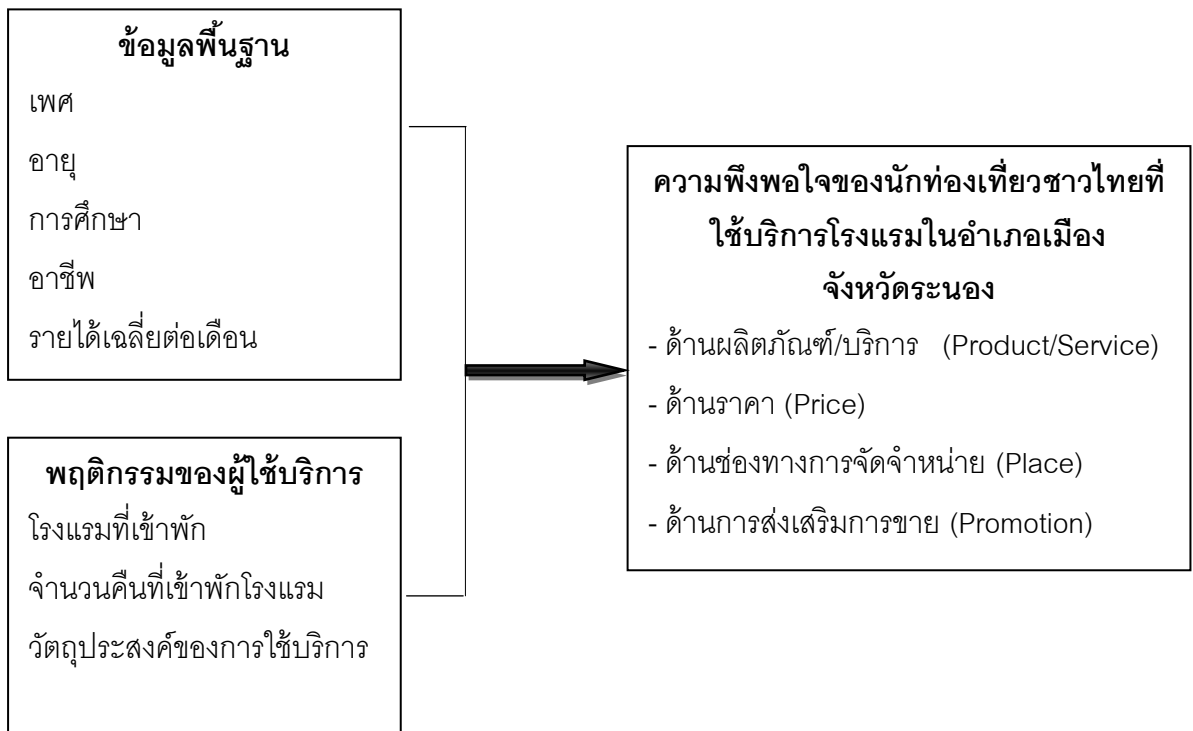 ข้อมูลพื้นฐาน
เพศ
อายุ
การศึกษา
อาชีพ
รายได้เฉลี่ยต่อเดือน
พฤติกรรมของผู้ใช้บริการ
โรงแรมที่เข้าพัก
จำนวนคืนที่เข้าพักโรงแรม
วัตถุประสงค์ของการใช้บริการ
ความพึงพอใจของนักท่องเที่ยวชาวไทยที่
ใช้บริการโรงแรมในอำเภอเมือง
จังหวัดระนอง
- ด้านผลิตภัณฑ์/บริการ (Product/Service)
- ด้านราคา (Price)
- ด้านช่องทางการจัดจำหน่าย (Place)
- ด้านการส่งเสริมการขาย (Promotion)